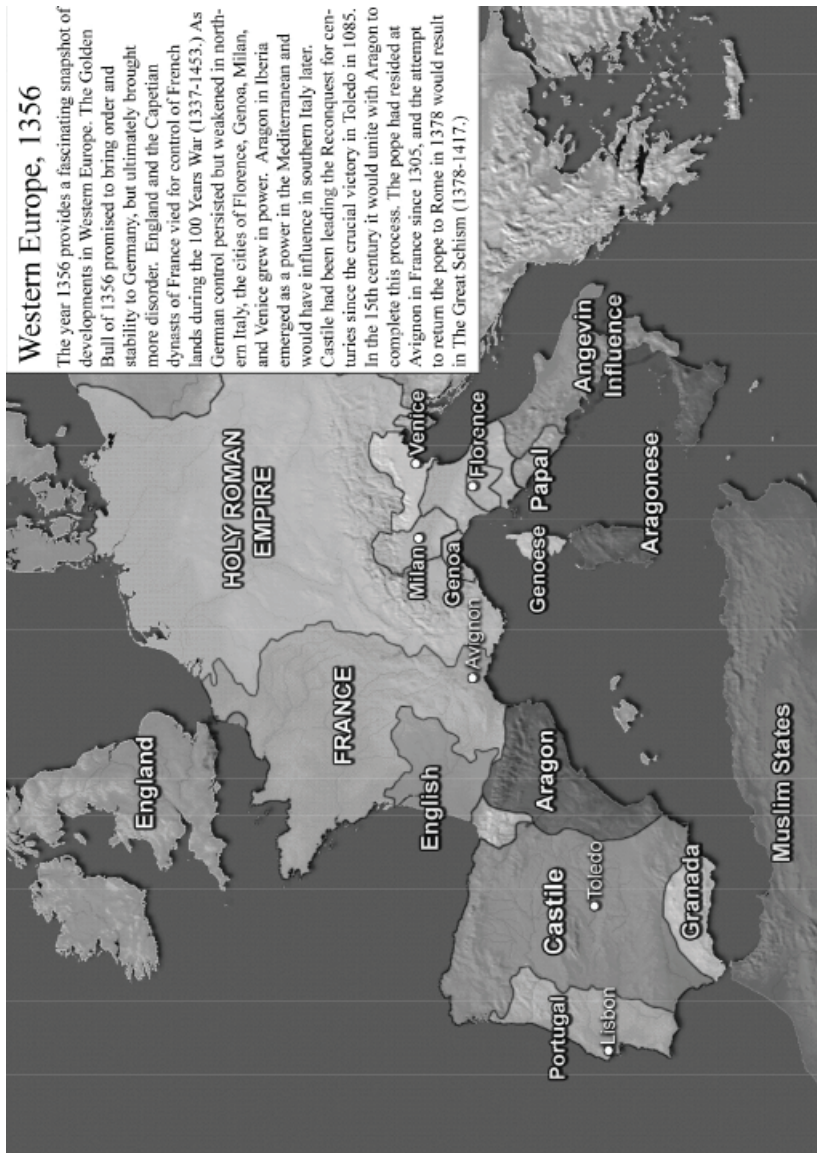 Western Europe, 1356
The year 1356 provides a fascinating snapshot of
developments in Western Europe. The Golden
Bull of 1356 promised to bring order and
stability to Germany, but ultimately brought
more disorder. England and the Capetian
dynasts of France vied for control of French
lands during the 100 Years War (1337-1453.) As
German control persisted but weakened in north-
ern Italy, the cities of Florence, Genoa, Milan,
and Venice grew in power. Aragon in Iberia
emerged as a power in the Mediterranean and
would have influence in southern Italy later.
Castile had been leading the Reconquest for cen-
turies since the crucial victory in Toledo in 1085.
In the 15th century it would unite with Aragon to
complete this process. The pope had resided at
Avignon in France since 1305, and the attempt
to return the pope to Rome in 1378 would result
in The Great Schism (1378-1417.)
England
HOLY ROMAN
EMPIRE
FRANCE
English
Venice
Milan
Genoa
Florence
Avignon
Papal
Angevin
Influence
Genoese
Aragonese
Aragon
Castile
Toledo
Portugal
Lisbon
Granada
Muslim States